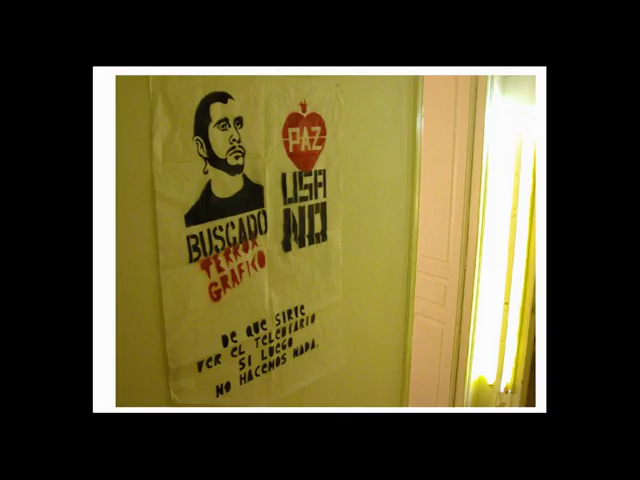 PAZ
USA
NO
BUSCADO
TERROR
GRAFICO
DE QUE SIRVE
VER EL TELEDIARIO
SI LUEGO
NO HACEMOS NADA.